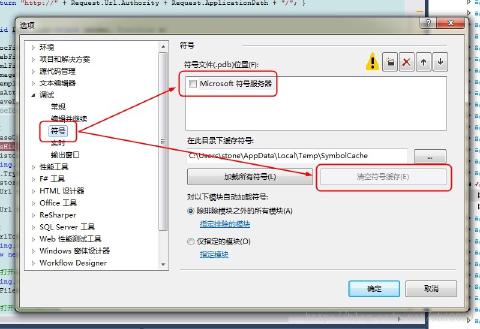 turn "http://" + Request.Url.Authority + Request.ApplicationPath + "/"; }
选项
环境
项目和解决方案
源代码管理
文本编辑器
调试
常规
编辑并继续
符号
实时
输出窗口
性能工具
F# 工具
HTML 设计器
Office 工具
ReSharper
SQL Server 工具
Web 性能测试工具
Windows 窗体设计器
Workflow Designer
符号
符号文件(.pdb)位置(F):
Microsoft 符号服务器
在此目录下缓存符号:
C:\Users\stone\AppData\Local\Temp\SymbolCache
...
加载所有符号(L)
清空符号缓存(E)
对以下模块自动加载符号:
除排除模块之外的所有模块(A)
指定排除的模块
仅指定的模块(O)
指定模块
确定
取消